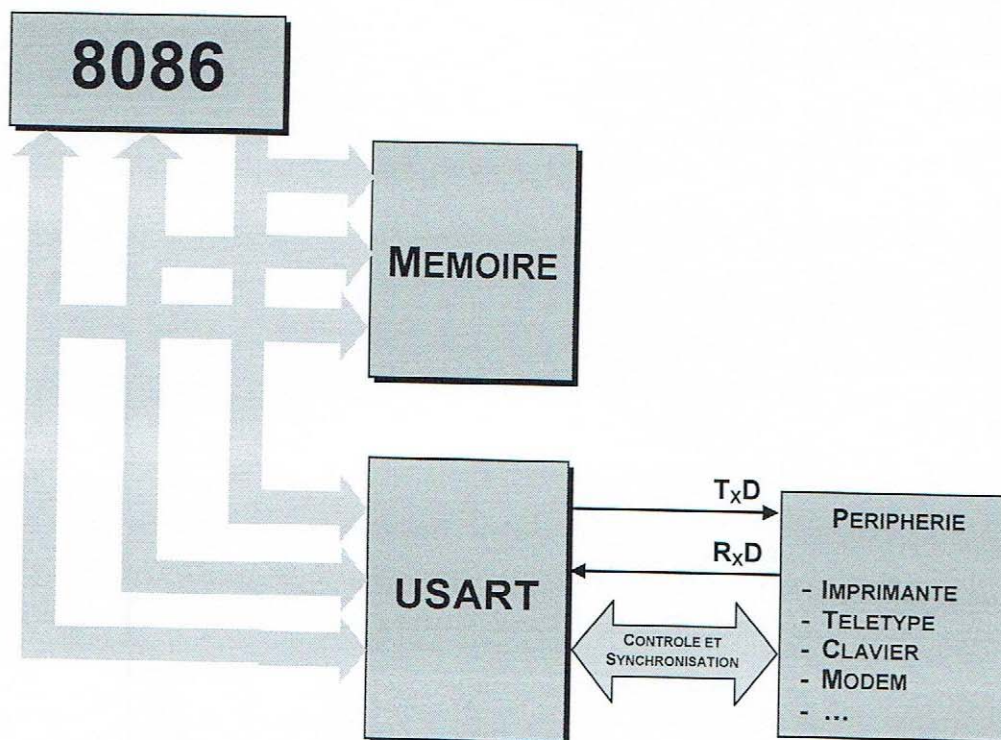 8086
MEMOIRE
USART
TXD
RXD
CONTROLE ET
SYNCHRONISATION
PERIPHERIE
- IMPRIMANTE
- TELETYPE
- CLAVIER
- MODEM
- ...